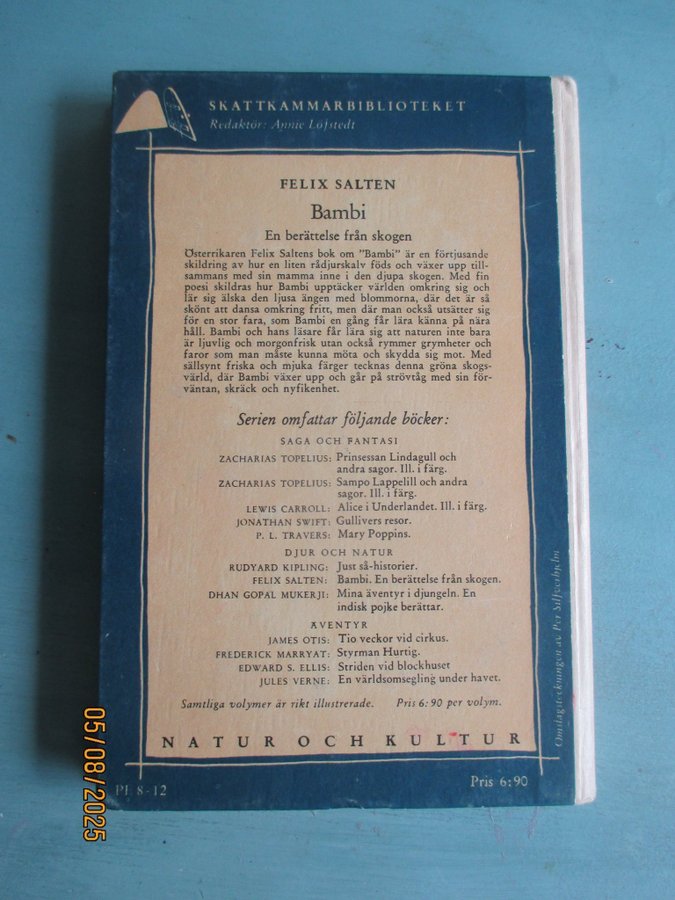 SKATTKAMMARBIBLIOTEKET
Redaktör: Annie Löfstedt
FELIX SALTEN
Bambi
En berättelse från skogen
Österrikaren Felix Saltens bok om "Bambi" är en förtjusande
skildring av hur en liten rådjurskalv föds och växer upp till-
sammans med sin mamma inne i den djupa skogen. Med fin
poesi skildras hur Bambi upptäcker världen omkring sig och
lär sig älska den ljusa ängen med blommorna, där det är så
skönt att dansa omkring fritt, men där man också utsätter sig
för en stor fara, som Bambi en gång får lära känna på nära
håll. Bambi och hans läsare får lära sig att naturen inte bara
är ljuvlig och morgonfrisk utan också rymmer grymheter och
faror som man måste kunna möta och skydda sig mot. Med
sällsynt friska och mjuka färger tecknas denna gröna skogs-
värld, där Bambi växer upp och går på strövtåg med sin för-
väntan, skräck och nyfikenhet.
Serien omfattar följande böcker:
SAGA OCH FANTASI
ZACHARIAS TOPELIUS: Prinsessan Lindagull och
andra sagor. Ill. i färg.
ZACHARIAS TOPELIUS: Sampo Lappelill och andra
sagor. Ill. i färg.
LEWIS CARROLL: Alice i Underlandet. Ill. i färg.
JONATHAN SWIFT: Gullivers resor.
P. L. TRAVERS: Mary Poppins.
DJUR OCH NATUR
RUDYARD KIPLING: Just så-historier.
FELIX SALTEN: Bambi. En berättelse från skogen.
DHAN GOPAL MUKERJI: Mina äventyr i djungeln. En
indisk pojke berättar.
ÄVENTYR
JAMES OTIS: Tio veckor vid cirkus.
FREDERICK MARRYAT: Styrman Hurtig.
EDWARD S. ELLIS: Striden vid blockhuset
JULES VERNE: En världsomsegling under havet.
Samtliga volymer är rikt illustrerade. Pris 6:90 per volym.
NATUR OCH KULTUR
Omslagsteckningen av Per Silfverhjelm
Pris 6:90
8-12
05/08/2025